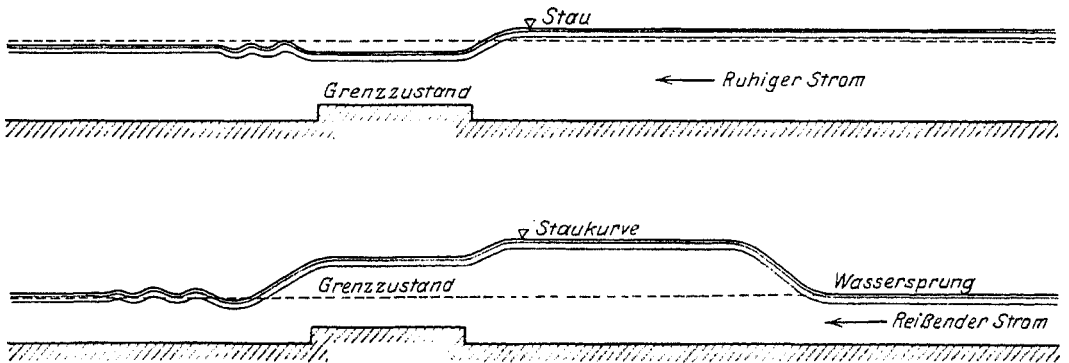 Stau
Ruhiger Strom
Grenzzustand
Staukurve
Grenzzustand
Wassersprung
Reißender Strom